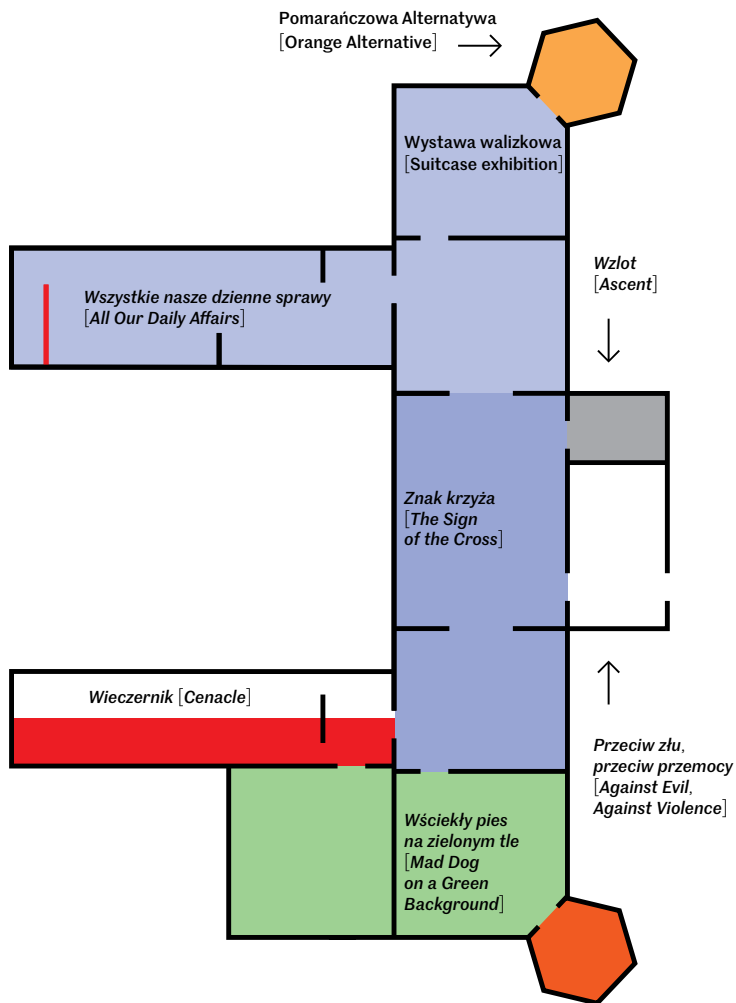 Pomarańczowa Alternatywa
[Orange Alternative]
Wystawa walizkowa
[Suitcase exhibition]
Wzlot
[Ascent]
Wszystkie nasze dzienne sprawy
[All Our Daily Affairs]
Znak krzyża
[The Sign
of the Cross]
Wieczernik [Cenacle]
Przeciw złu,
przeciw przemocy
[Against Evil,
Against Violence]
Wściekły pies
na zielonym tle
[Mad Dog
on a Green
Background]